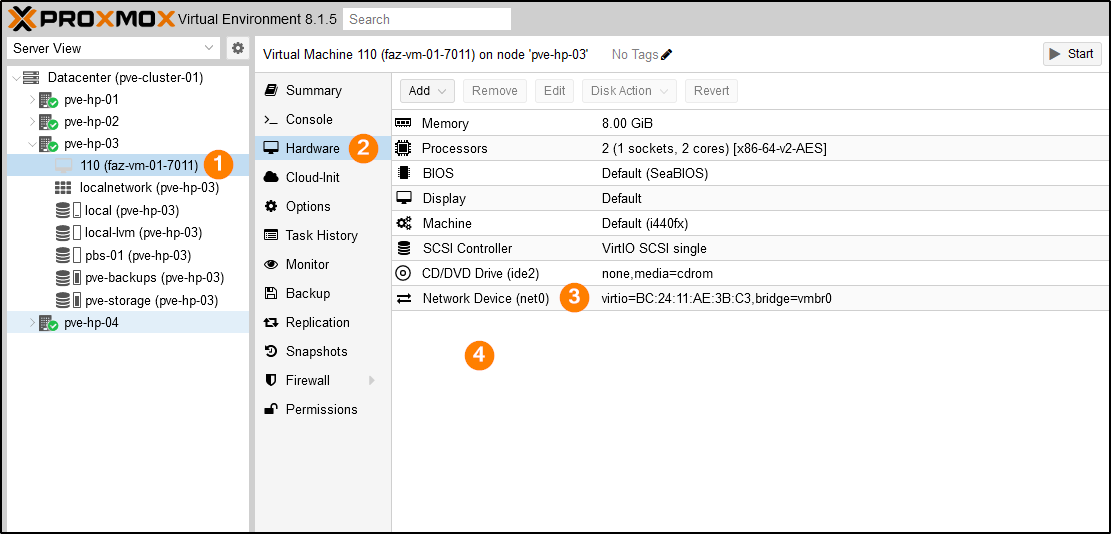 PROXMOX Virtual Environment 8.1.5 Search
Server View
Datacenter (pve-cluster-01)
pve-hp-01
pve-hp-02
pve-hp-03
110 (faz-vm-01-7011) 1
localnetwork (pve-hp-03)
local (pve-hp-03)
local-lvm (pve-hp-03)
pbs-01 (pve-hp-03)
pve-backups (pve-hp-03)
pve-storage (pve-hp-03)
pve-hp-04
Virtual Machine 110 (faz-vm-01-7011) on node 'pve-hp-03' No Tags Start
Summary
Console
Hardware 2
Cloud-Init
Options
Task History
Monitor
Backup
Replication
Snapshots
Firewall
Permissions
Add Remove Edit Disk Action Revert
Memory 8.00 GiB
Processors 2 (1 sockets, 2 cores) [x86-64-v2-AES]
BIOS Default (SeaBIOS)
Display Default
Machine Default (i440fx)
SCSI Controller VirtIO SCSI single
CD/DVD Drive (ide2) none,media=cdrom
Network Device (net0) 3 virtio=BC:24:11:AE:3B:C3,bridge=vmbr0
4